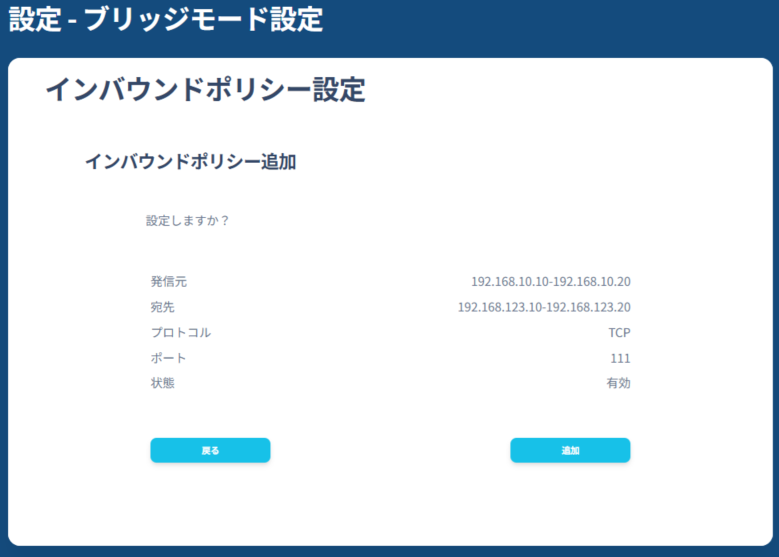 設定 - ブリッジモード設定
インバウンドポリシー設定
インバウンドポリシー追加
設定しますか？
発信元 192.168.10.10-192.168.10.20
宛先 192.168.123.10-192.168.123.20
プロトコル TCP
ポート 111
状態 有効
戻る 追加